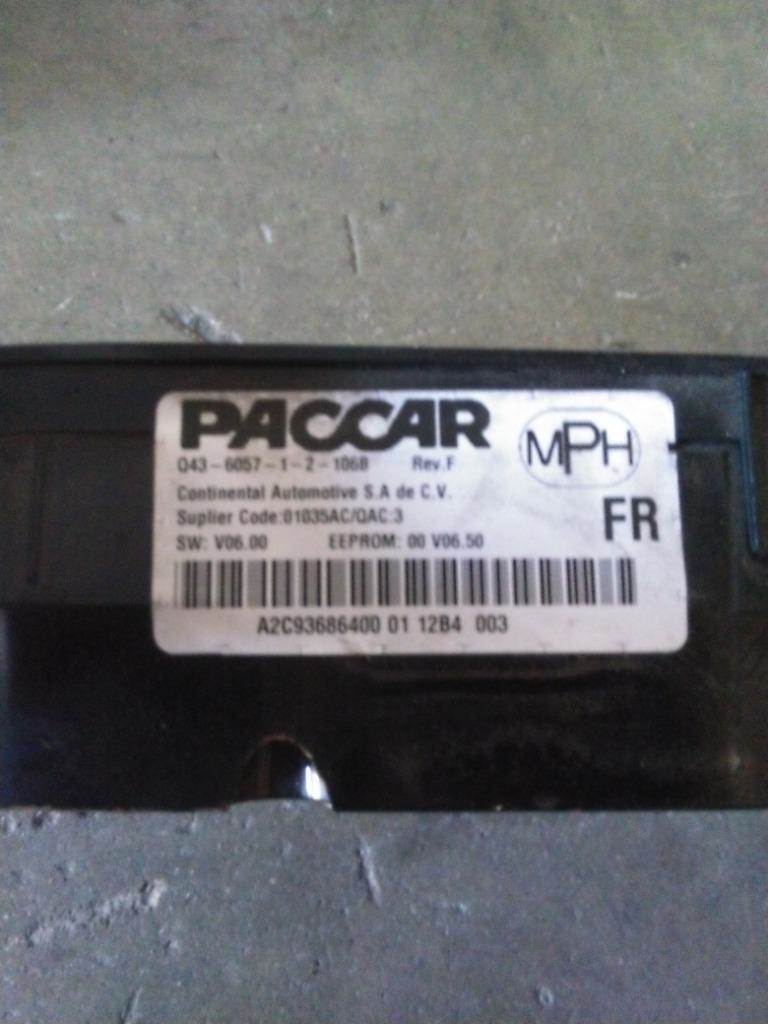 PACCAR
Q43-6057-1-2-106B Rev.F
MPH
Continental Automotive S.A de C.V.
Suplier Code:01035AC/QAC:3
FR
SW: V06.00 EEPROM: 00 V06.50
A2C93686400 01 12B4 003